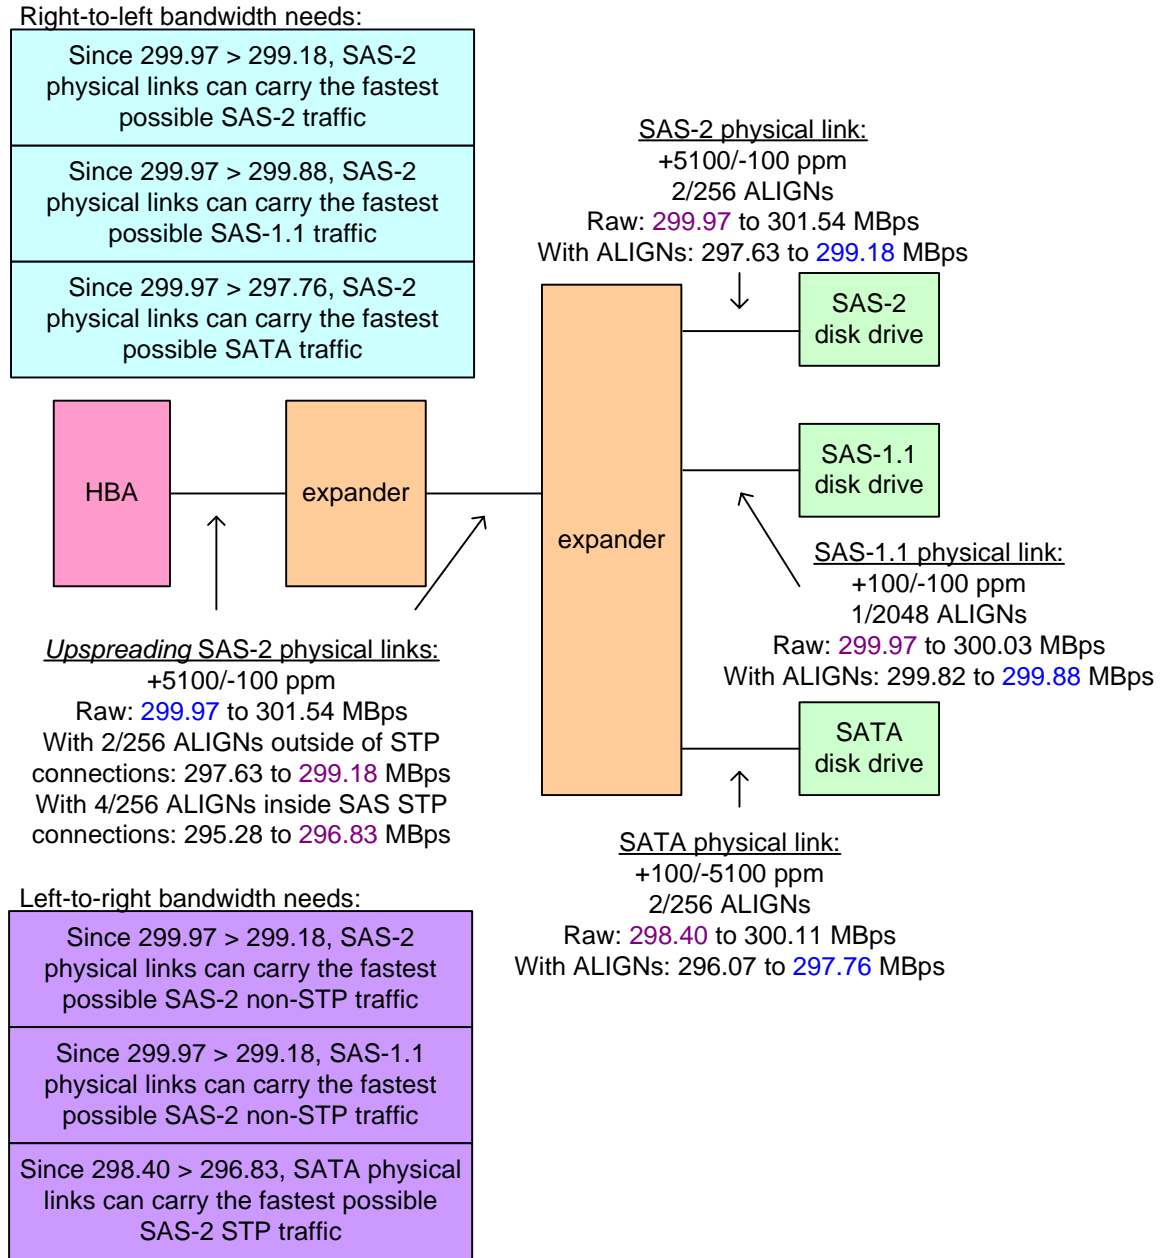 Right-to-left bandwidth needs:
Since 299.97 > 299.18, SAS-2
physical links can carry the fastest
possible SAS-2 traffic
Since 299.97 > 299.88, SAS-2
physical links can carry the fastest
possible SAS-1.1 traffic
Since 299.97 > 297.76, SAS-2
physical links can carry the fastest
possible SATA traffic
SAS-2 physical link:
+5100/-100 ppm
2/256 ALIGNs
Raw: 299.97 to 301.54 MBps
With ALIGNs: 297.63 to 299.18 MBps
SAS-2
disk drive
HBA
expander
expander
SAS-1.1
disk drive
SAS-1.1 physical link:
+100/-100 ppm
1/2048 ALIGNs
Raw: 299.97 to 300.03 MBps
With ALIGNs: 299.82 to 299.88 MBps
Upspreading SAS-2 physical links:
+5100/-100 ppm
Raw: 299.97 to 301.54 MBps
With 2/256 ALIGNs outside of STP
connections: 297.63 to 299.18 MBps
With 4/256 ALIGNs inside SAS STP
connections: 295.28 to 296.83 MBps
SATA
disk drive
SATA physical link:
+100/-5100 ppm
2/256 ALIGNs
Raw: 298.40 to 300.11 MBps
With ALIGNs: 296.07 to 297.76 MBps
Left-to-right bandwidth needs:
Since 299.97 > 299.18, SAS-2
physical links can carry the fastest
possible SAS-2 non-STP traffic
Since 299.97 > 299.18, SAS-1.1
physical links can carry the fastest
possible SAS-2 non-STP traffic
Since 298.40 > 296.83, SATA physical
links can carry the fastest possible
SAS-2 STP traffic